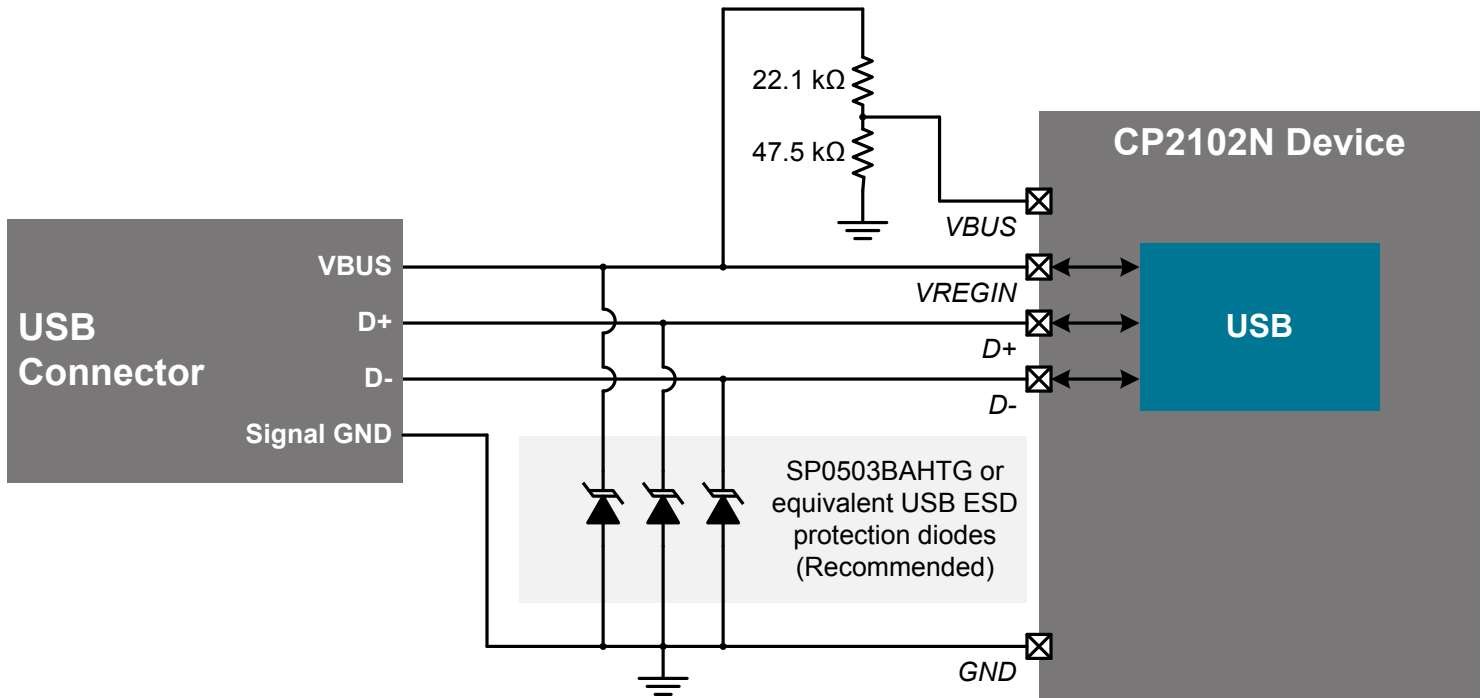 22.1 kΩ
47.5 kΩ
CP2102N Device
VBUS
VBUS
VREGIN
USB
Connector
D+
D+
USB
D-
D-
Signal GND
SP0503BAHTG or
equivalent USB ESD
protection diodes
(Recommended)
GND